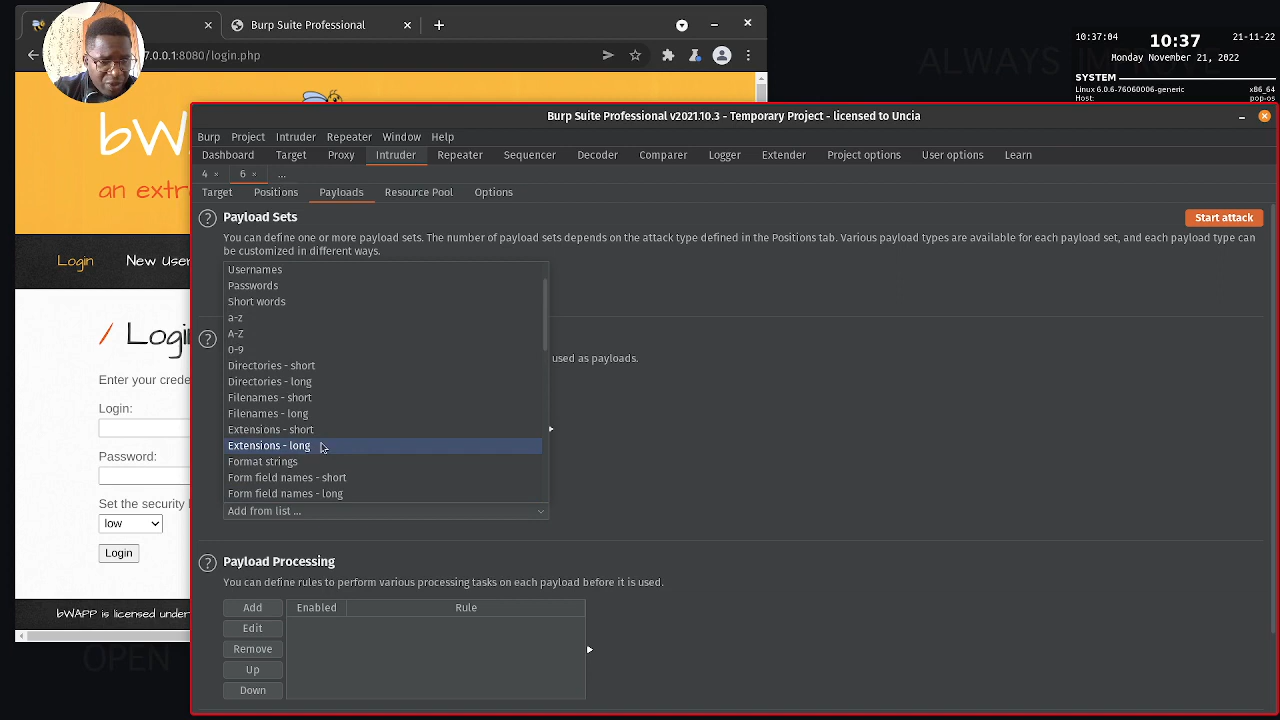 Burp Suite Professional
7.0.0.1:8080/login.php
10:37:04
10:37
21-11-22
Monday November 21, 2022
SYSTEM
Linux 6.0.6-76060006-generic
x86_64
Host:
pop-os
ALWAYS
bW
an extr
Login
New User
/ Login
Enter your crede
Login:
Password:
Set the security l
low
Login
bWAPP is licensed under
OPEN
Burp Suite Professional v2021.10.3 - Temporary Project - licensed to Uncia
Burp Project Intruder Repeater Window Help
Dashboard Target Proxy Intruder Repeater Sequencer Decoder Comparer Logger Extender Project options User options Learn
4 × 6 × ...
Target Positions Payloads Resource Pool Options
? Payload Sets
Start attack
You can define one or more payload sets. The number of payload sets depends on the attack type defined in the Positions tab. Various payload types are available for each payload set, and each payload type can
be customized in different ways.
Usernames
Passwords
Short words
a-z
A-Z
0-9
?
used as payloads.
Directories - short
Directories - long
Filenames - short
Filenames - long
Extensions - short
Extensions - long
Format strings
Form field names - short
Form field names - long
Add from list ...
? Payload Processing
You can define rules to perform various processing tasks on each payload before it is used.
Add
Edit
Remove
Up
Down
Enabled Rule